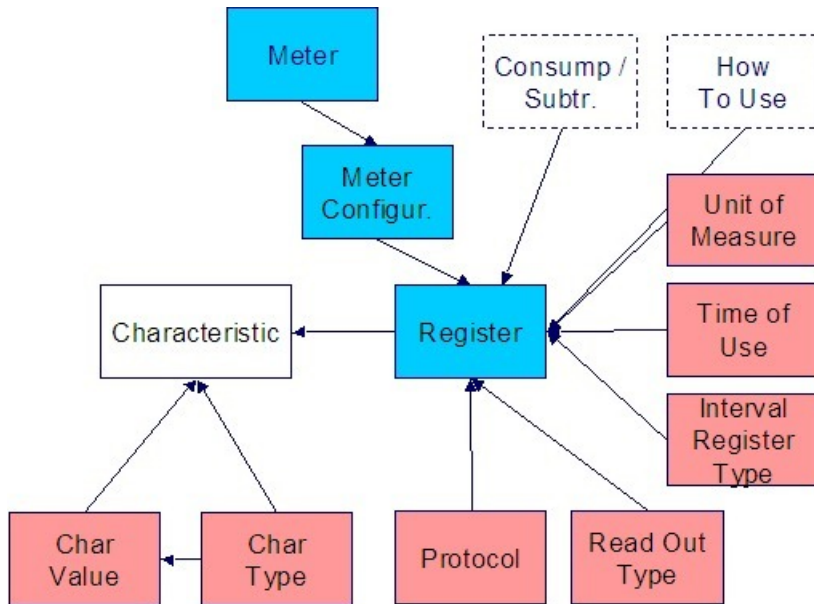 Meter
Consump /
Subtr.
How
To Use
Meter
Configur.
Unit of
Measure
Characteristic
Register
Time of
Use
Interval
Register
Type
Char
Value
Char
Type
Protocol
Read Out
Type